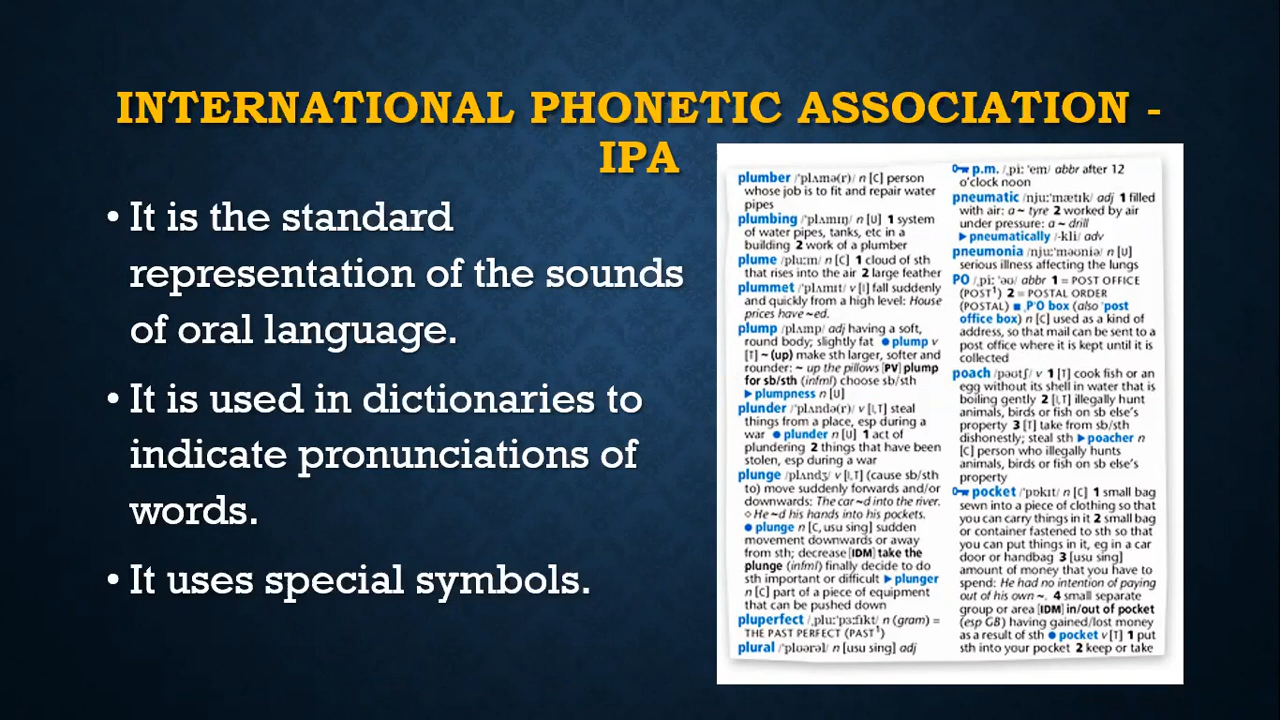 INTERNATIONAL PHONETIC ASSOCIATION -
IPA
• It is the standard
representation of the sounds
of oral language.
• It is used in dictionaries to
indicate pronunciations of
words.
• It uses special symbols.
plumber /ˈplʌmə(r)/ n [C] person
whose job is to fit and repair water
pipes
plumbing /ˈplʌmɪŋ/ n [U] 1 system
of water pipes, tanks, etc in a
building 2 work of a plumber
plume /pluːm/ n [C] 1 cloud of sth
that rises into the air 2 large feather
plummet /ˈplʌmɪt/ v [I] fall suddenly
and quickly from a high level: House
prices have ~ed.
plump /plʌmp/ adj having a soft,
round body; slightly fat ● plump v
[T] ~ (up) make sth larger, softer and
rounder: ~ up the pillows [PV] plump
for sb/sth (infml) choose sb/sth
▶ plumpness n [U]
plunder /ˈplʌndə(r)/ v [I,T] steal
things from a place, esp during a
war ● plunder n [U] 1 act of
plundering 2 things that have been
stolen, esp during a war
plunge /plʌndʒ/ v [I,T] (cause sb/sth
to) move suddenly forwards and/or
downwards: The car ~d into the river.
◇ He ~d his hands into his pockets.
● plunge n [C, usu sing] sudden
movement downwards or away
from sth; decrease [IDM] take the
plunge (infml) finally decide to do
sth important or difficult ▶ plunger
n [C] part of a piece of equipment
that can be pushed down
pluperfect /ˌpluːˈpɜːfɪkt/ n (gram) =
THE PAST PERFECT (PAST¹)
plural /ˈplʊərəl/ n [usu sing] adj
p.m. /ˌpiː ˈem/ abbr after 12
o'clock noon
pneumatic /njuːˈmætɪk/ adj 1 filled
with air: a ~ tyre 2 worked by air
under pressure: a ~ drill
▶ pneumatically /-kli/ adv
pneumonia /njuːˈməʊniə/ n [U]
serious illness affecting the lungs
PO /ˌpiː ˈəʊ/ abbr 1 = POST OFFICE
(POST¹) 2 = POSTAL ORDER
(POSTAL) ■ ˌPˈO box (also ˈpost
office box) n [C] used as a kind of
address, so that mail can be sent to a
post office where it is kept until it is
collected
poach /pəʊtʃ/ v 1 [T] cook fish or an
egg without its shell in water that is
boiling gently 2 [I,T] illegally hunt
animals, birds or fish on sb else's
property 3 [T] take from sb/sth
dishonestly; steal sth ▶ poacher n
[C] person who illegally hunts
animals, birds or fish on sb else's
property
pocket /ˈpɒkɪt/ n [C] 1 small bag
sewn into a piece of clothing so that
you can carry things in it 2 small bag
or container fastened to sth so that
you can put things in it, eg in a car
door or handbag 3 [usu sing]
amount of money that you have to
spend: He had no intention of paying
out of his own ~. 4 small separate
group or area [IDM] in/out of pocket
(esp GB) having gained/lost money
as a result of sth ● pocket v [T] 1 put
sth into your pocket 2 keep or take